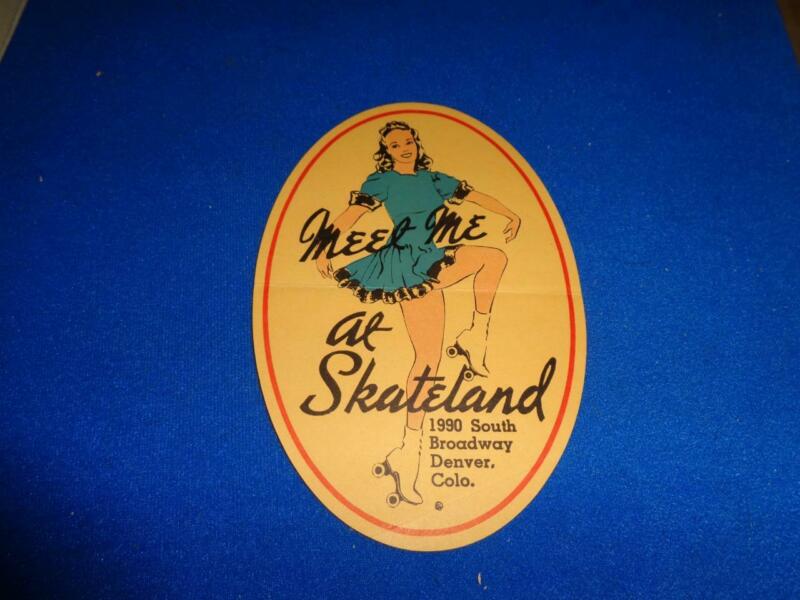 Meet Me
at
Skateland
1990 South
Broadway
Denver,
Colo.